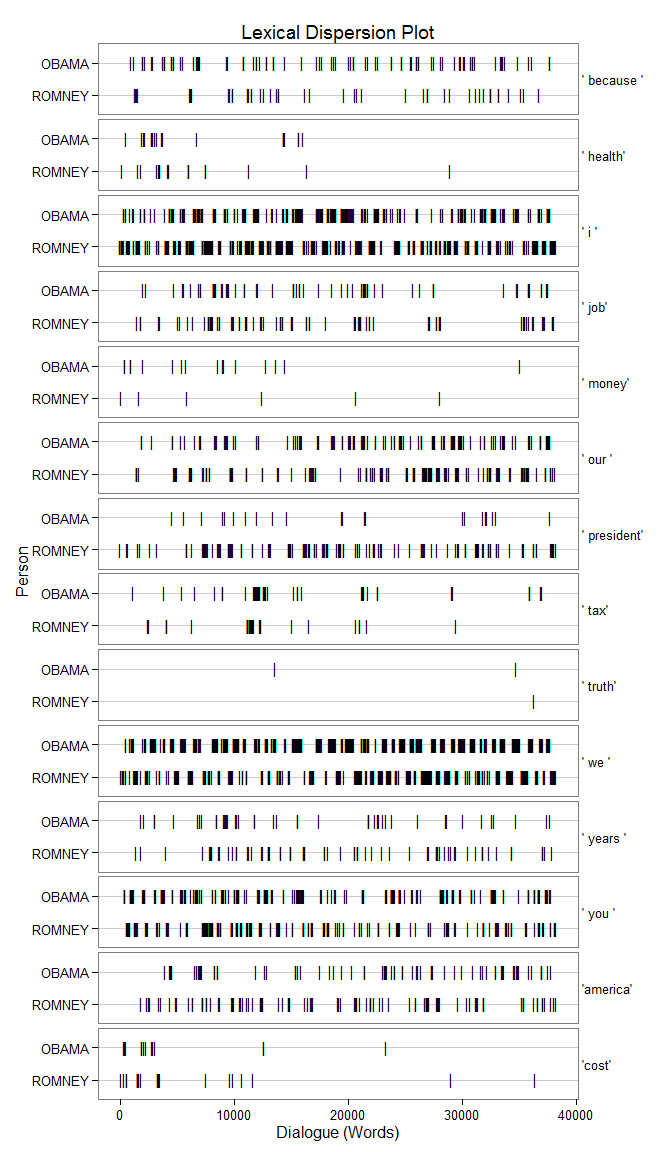 Lexical Dispersion Plot
OBAMA
ROMNEY
' because '
OBAMA
ROMNEY
' health'
OBAMA
ROMNEY
' i '
OBAMA
ROMNEY
' job'
OBAMA
ROMNEY
' money'
OBAMA
ROMNEY
' our '
OBAMA
ROMNEY
' president'
Person
OBAMA
ROMNEY
' tax'
OBAMA
ROMNEY
' truth'
OBAMA
ROMNEY
' we '
OBAMA
ROMNEY
' years '
OBAMA
ROMNEY
' you '
OBAMA
ROMNEY
'america'
OBAMA
ROMNEY
'cost'
0 10000 20000 30000 40000
Dialogue (Words)